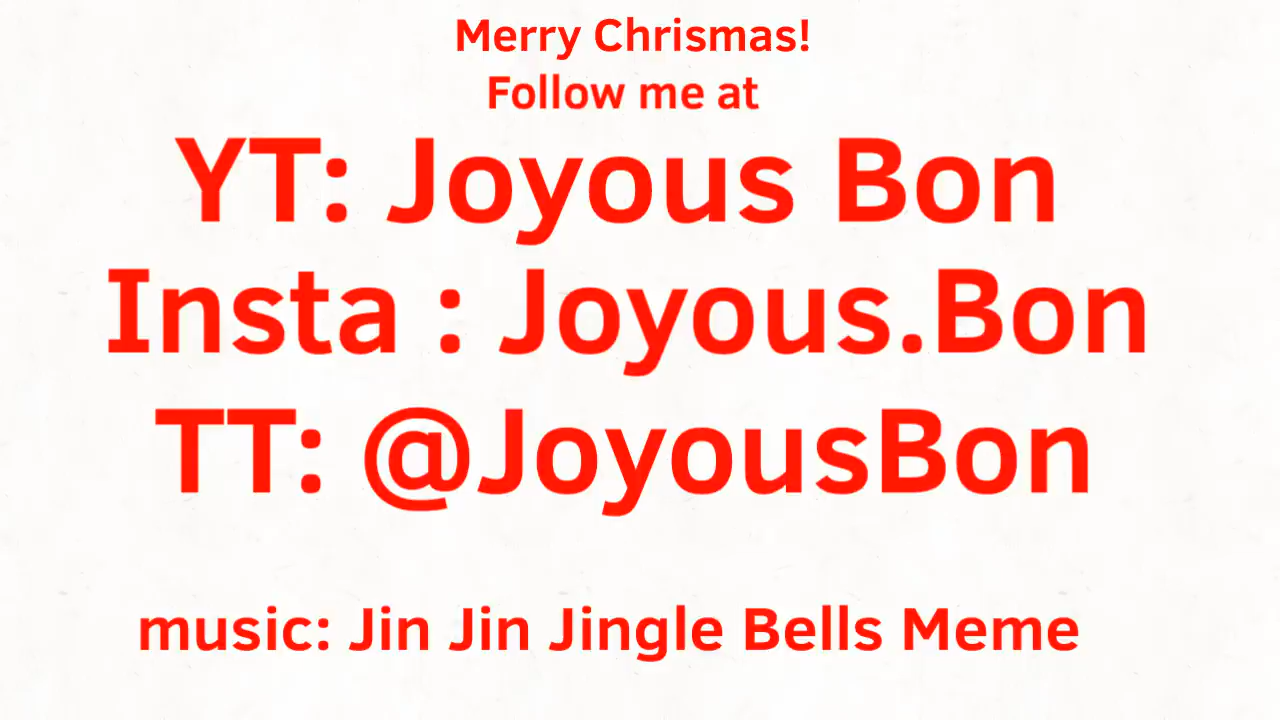 Merry Chrismas!
Follow me at
YT: Joyous Bon
Insta : Joyous.Bon
TT: @JoyousBon
music: Jin Jin Jingle Bells Meme